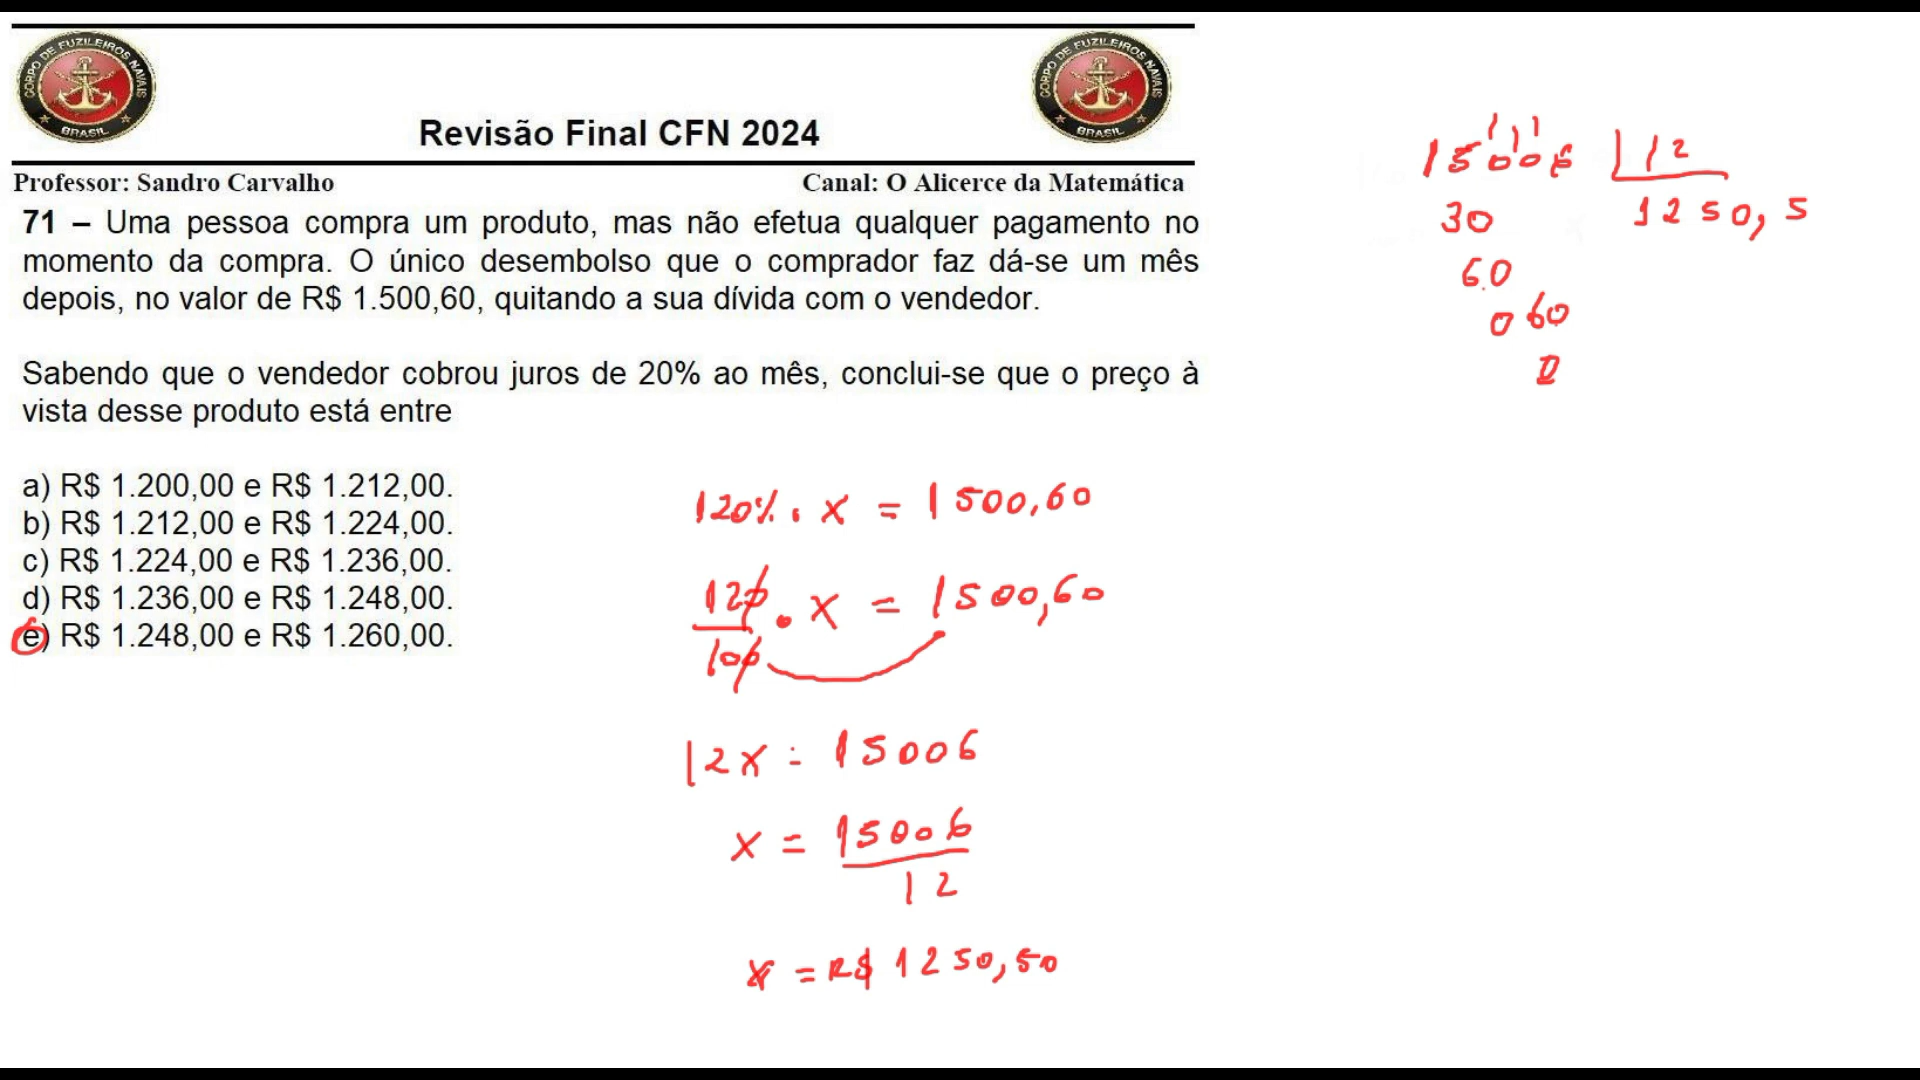 CORPO DE FUZILEIROS NAVAIS
BRASIL
CORPO DE FUZILEIROS NAVAIS
BRASIL
Revisão Final CFN 2024
Professor: Sandro Carvalho
Canal: O Alicerce da Matemática
71 – Uma pessoa compra um produto, mas não efetua qualquer pagamento no
momento da compra. O único desembolso que o comprador faz dá-se um mês
depois, no valor de R$ 1.500,60, quitando a sua dívida com o vendedor.
Sabendo que o vendedor cobrou juros de 20% ao mês, conclui-se que o preço à
vista desse produto está entre
a) R$ 1.200,00 e R$ 1.212,00.
b) R$ 1.212,00 e R$ 1.224,00.
c) R$ 1.224,00 e R$ 1.236,00.
d) R$ 1.236,00 e R$ 1.248,00.
e) R$ 1.248,00 e R$ 1.260,00.
120% . x = 1500,60
120
100
. x = 1500,60
12x = 15006
x = 15006
12
x = R$ 1250,50
15006 12
30 1250,5
60
060
0